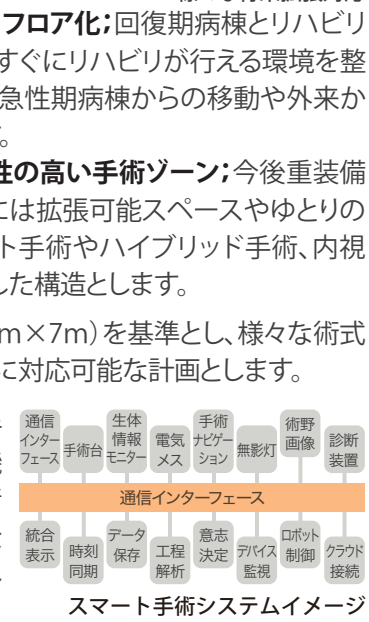 フロア化；回復期病棟とリハビリ
すぐにリハビリが行える環境を整
急性期病棟からの移動や外来か
性の高い手術ゾーン；今後重装備
には拡張可能スペースやゆとりの
ト手術やハイブリッド手術、内視
した構造とします。
m×7m）を基準とし、様々な術式
に対応可能な計画とします。
通信
インター
フェース
手術台
生体
情報
モニター
電気
メス
手術
ナビゲー
ション
無影灯
術野
画像
診断
装置
通信インターフェース
統合
表示
時刻
同期
データ
保存
工程
解析
意志
決定
デバイス
監視
ロボット
制御
クラウド
接続
スマート手術システムイメージ